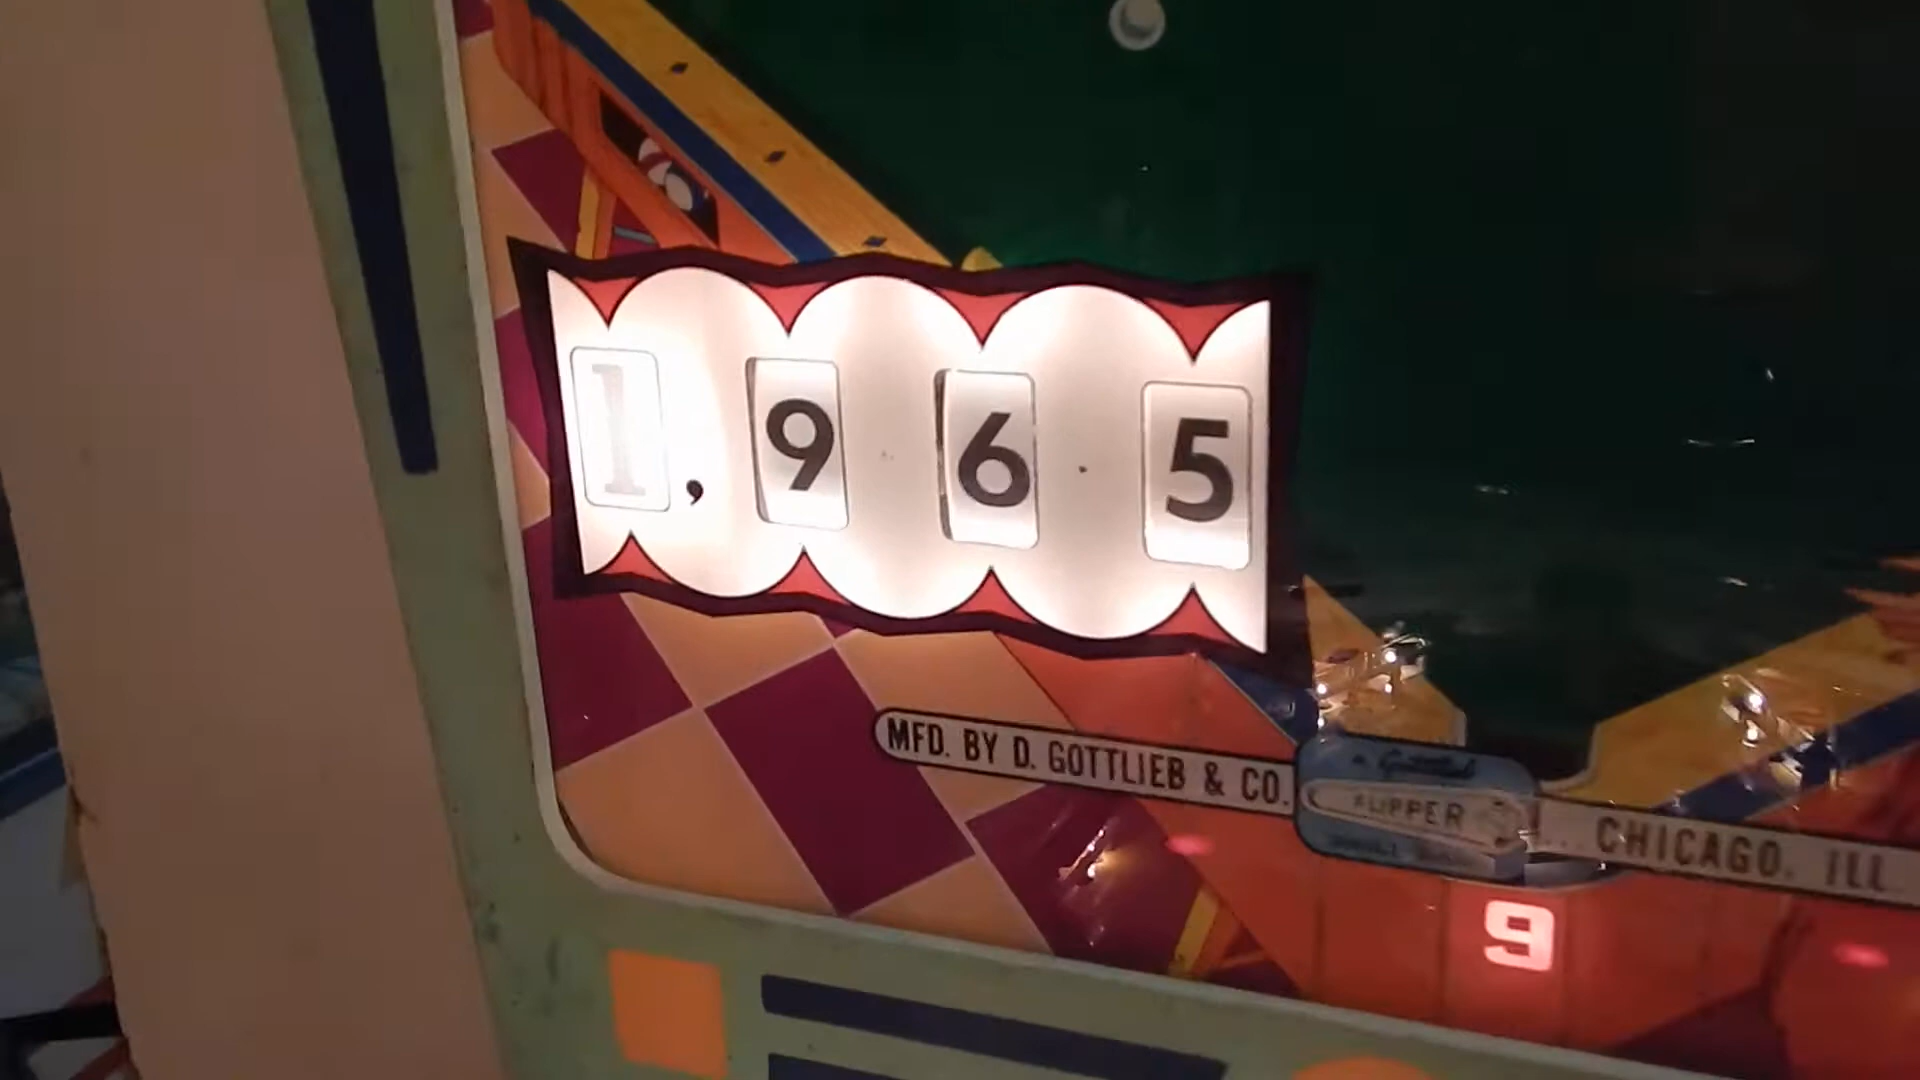 1,965
MFD. BY D. GOTTLIEB & CO.
FLIPPER
CHICAGO, ILL
9